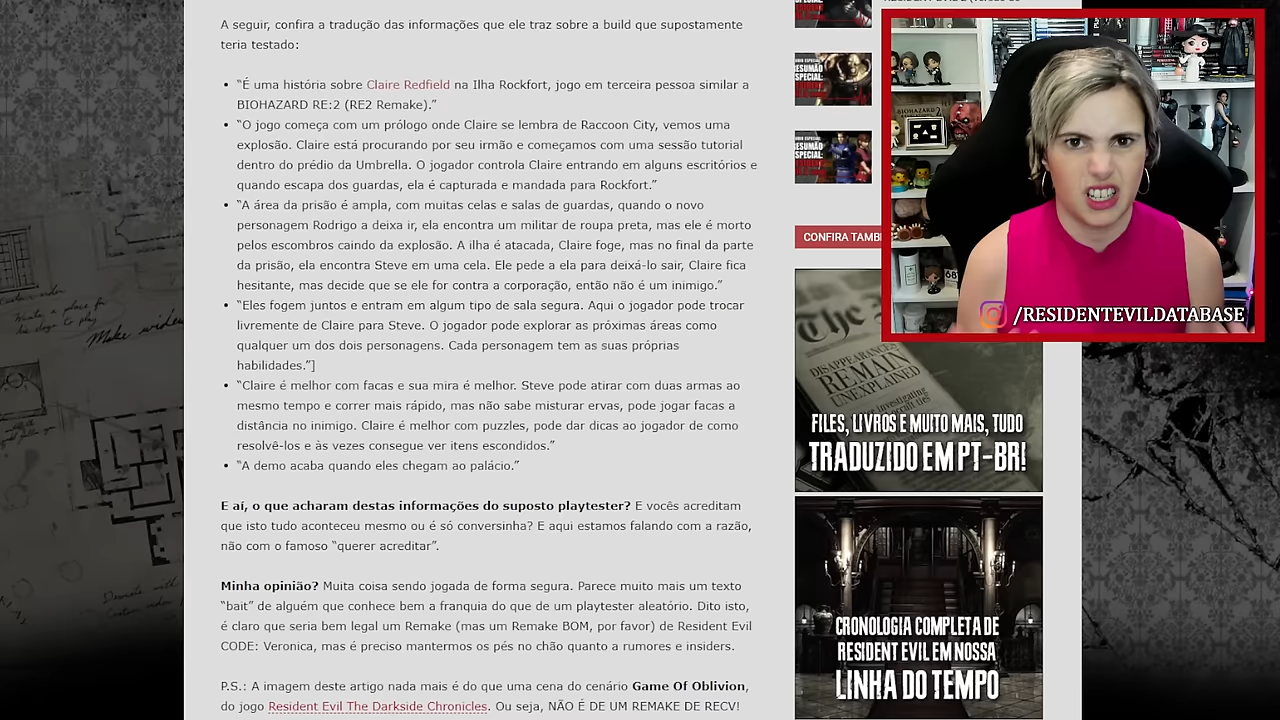 A seguir, confira a tradução das informações que ele traz sobre a build que supostamente
teria testado:
• “É uma história sobre Claire Redfield na Ilha Rockfort, jogo em terceira pessoa similar a
BIOHAZARD RE:2 (RE2 Remake).”
• “O jogo começa com um prólogo onde Claire se lembra de Raccoon City, vemos uma
explosão. Claire está procurando por seu irmão e começamos com uma sessão tutorial
dentro do prédio da Umbrella. O jogador controla Claire entrando em alguns escritórios e
quando escapa dos guardas, ela é capturada e mandada para Rockfort.”
• “A área da prisão é ampla, com muitas celas e salas de guardas, quando o novo
personagem Rodrigo a deixa ir, ela encontra um militar de roupa preta, mas ele é morto
pelos escombros caindo da explosão. A ilha é atacada, Claire foge, mas no final da parte
da prisão, ela encontra Steve em uma cela. Ele pede a ela para deixá-lo sair, Claire fica
hesitante, mas decide que se ele for contra a corporação, então não é um inimigo.”
• “Eles fogem juntos e entram em algum tipo de sala segura. Aqui o jogador pode trocar
livremente de Claire para Steve. O jogador pode explorar as próximas áreas como
qualquer um dos dois personagens. Cada personagem tem as suas próprias
habilidades.”]
• “Claire é melhor com facas e sua mira é melhor. Steve pode atirar com duas armas ao
mesmo tempo e correr mais rápido, mas não sabe misturar ervas, pode jogar facas a
distância no inimigo. Claire é melhor com puzzles, pode dar dicas ao jogador de como
resolvê-los e às vezes consegue ver itens escondidos.”
• “A demo acaba quando eles chegam ao palácio.”
E aí, o que acharam destas informações do suposto playtester? E vocês acreditam
que isto tudo aconteceu mesmo ou é só conversinha? E aqui estamos falando com a razão,
não com o famoso “querer acreditar”.
Minha opinião? Muita coisa sendo jogada de forma segura. Parece muito mais um texto
“bait” de alguém que conhece bem a franquia do que de um playtester aleatório. Dito isto,
é claro que seria bem legal um Remake (mas um Remake BOM, por favor) de Resident Evil
CODE: Veronica, mas é preciso mantermos os pés no chão quanto a rumores e insiders.
P.S.: A imagem deste artigo nada mais é do que uma cena do cenário Game Of Oblivion,
do jogo Resident Evil The Darkside Chronicles. Ou seja, NÃO É DE UM REMAKE DE RECV!
ESPECIAL:
CONFIRA TAMB
The
DISAPPEARANCES
REMAIN
UNEXPLAINED
FILES, LIVROS E MUITO MAIS, TUDO
TRADUZIDO EM PT-BR!
CRONOLOGIA COMPLETA DE
RESIDENT EVIL EM NOSSA
LINHA DO TEMPO
BIOHAZARD
/RESIDENTEVILDATABASE